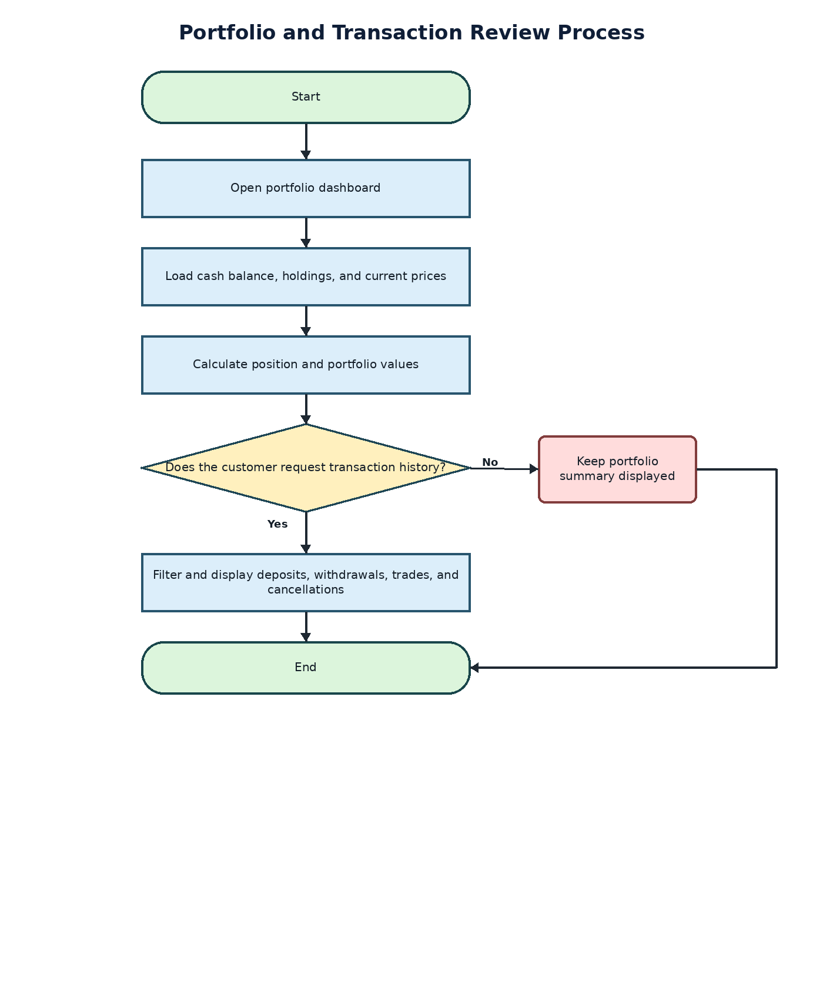 Portfolio and Transaction Review Process
Start
Open portfolio dashboard
Load cash balance, holdings, and current prices
Calculate position and portfolio values
Does the customer request transaction history?
No
Keep portfolio
summary displayed
Yes
Filter and display deposits, withdrawals, trades, and
cancellations
End